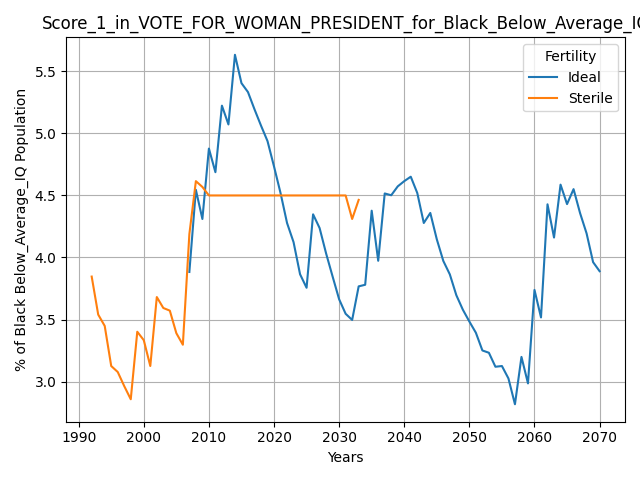 Score_1_in_VOTE_FOR_WOMAN_PRESIDENT_for_Black_Below_Average_IQ
Fertility
Ideal
Sterile
% of Black Below_Average_IQ Population
5.5
5.0
4.5
4.0
3.5
3.0
1990 2000 2010 2020 2030 2040 2050 2060 2070
Years